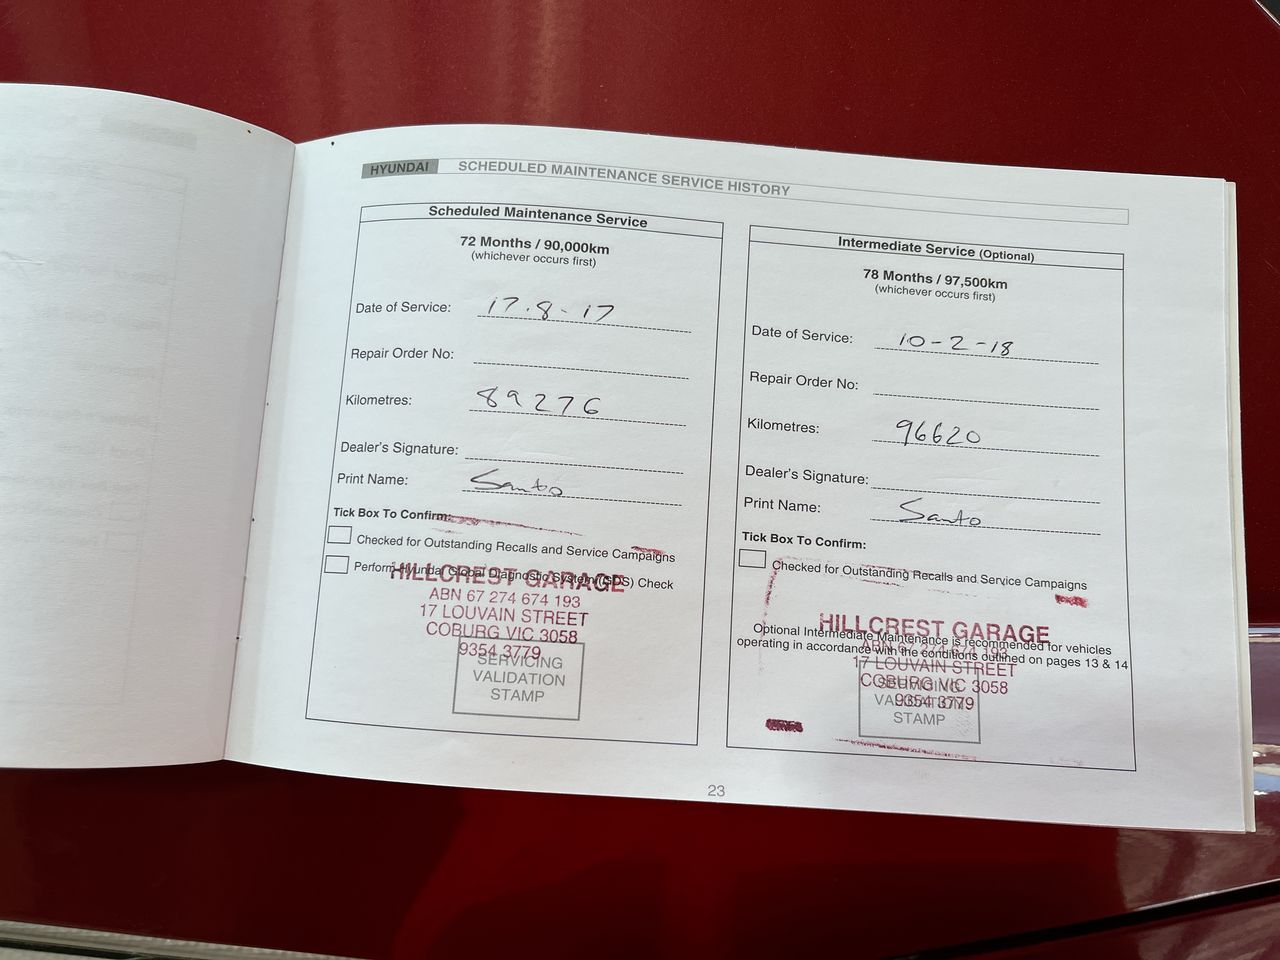 HYUNDAI SCHEDULED MAINTENANCE SERVICE HISTORY
Scheduled Maintenance Service
72 Months / 90,000km
(whichever occurs first)
Date of Service: 17.8.17
Repair Order No:
Kilometres: 89276
Dealer's Signature:
Print Name: Santo
Tick Box To Confirm:
Checked for Outstanding Recalls and Service Campaigns
Perform Hyundai Global Diagnostic System (GDS) Check
HILLCREST GARAGE
ABN 67 274 674 193
17 LOUVAIN STREET
COBURG VIC 3058
9354 3779
SERVICING
VALIDATION
STAMP
Intermediate Service (Optional)
78 Months / 97,500km
(whichever occurs first)
Date of Service: 10-2-18
Repair Order No:
Kilometres: 96620
Dealer's Signature:
Print Name: Santo
Tick Box To Confirm:
Checked for Outstanding Recalls and Service Campaigns
HILLCREST GARAGE
Optional Intermediate Maintenance is recommended for vehicles
ABN 67 274 674 193
operating in accordance with the conditions outlined on pages 13 & 14
17 LOUVAIN STREET
COBURG VIC 3058
SERVICING
9354 3779
VALIDATION
STAMP
23